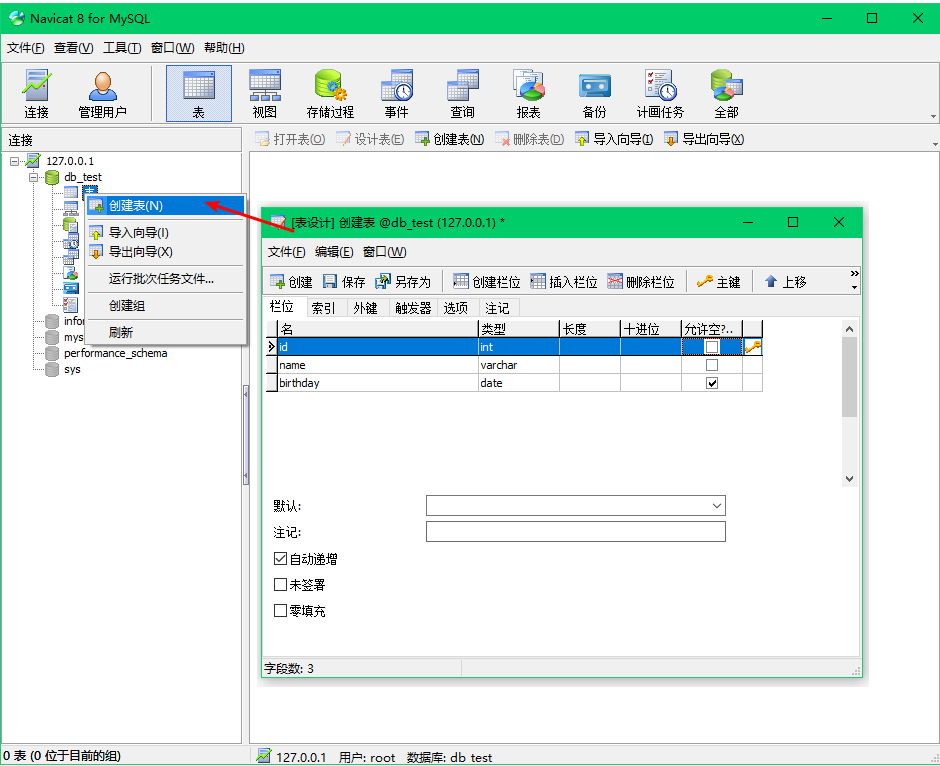 Navicat 8 for MySQL
文件(F) 查看(V) 工具(T) 窗口(W) 帮助(H)
连接 管理用户 表 视图 存储过程 事件 查询 报表 备份 计画任务 全部
连接
打开表(O) 设计表(E) 创建表(N) 删除表(D) 导入向导(I) 导出向导(X)
127.0.0.1
db_test
表
创建表(N)
导入向导(I)
导出向导(X)
运行批次任务文件...
创建组
刷新
infor
mys
performance_schema
sys
[表设计] 创建表 @db_test (127.0.0.1) *
文件(F) 编辑(E) 窗口(W)
创建 保存 另存为 创建栏位 插入栏位 删除栏位 主键 上移 »
栏位 索引 外键 触发器 选项 注记
名 类型 长度 十进位 允许空?..
id int
name varchar
birthday date
默认:
注记:
自动递增
未签署
零填充
字段数: 3
0 表 (0 位于目前的组) 127.0.0.1 用户: root 数据库: db_test